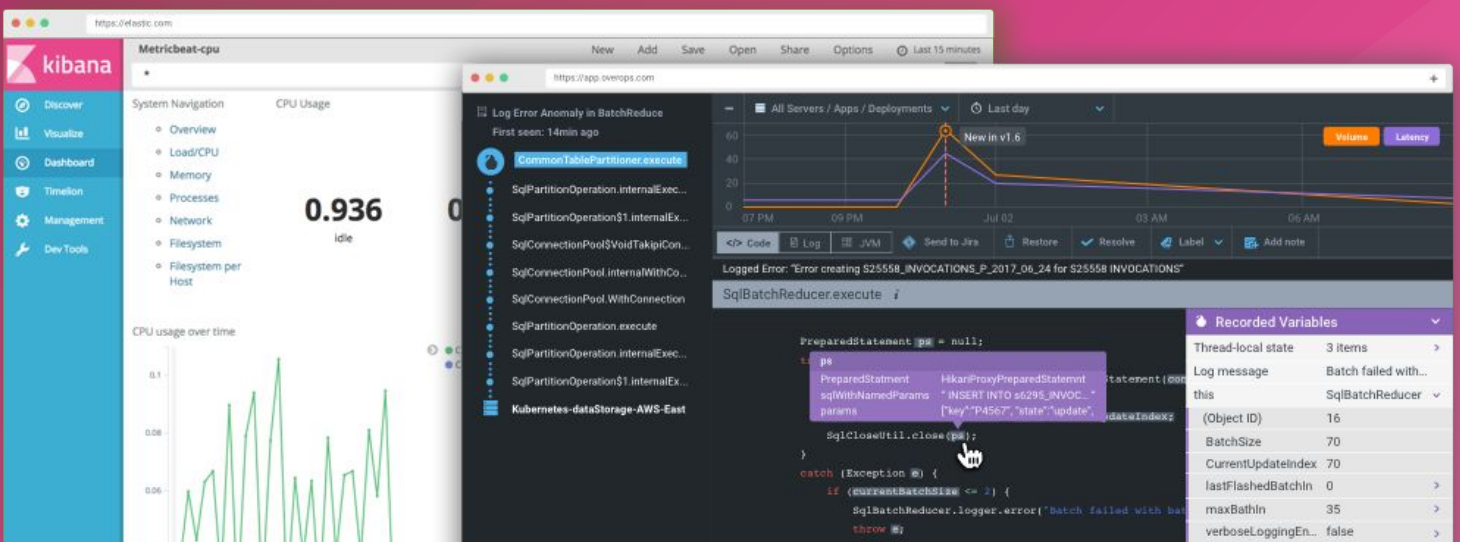 https://elastic.com
kibana
Discover
Visualize
Dashboard
Timelion
Management
Dev Tools
Metricbeat-cpu
New Add Save Open Share Options Last 15 minutes
*
System Navigation
Overview
Load/CPU
Memory
Processes
Network
Filesystem
Filesystem per
Host
CPU Usage
0.936
idle
0
CPU usage over time
0.1
0.08
0.06
https://app.overops.com
+
Log Error Anomaly in BatchReduce
First seen: 14min ago
CommonTablePartitioner.execute
SqlPartitionOperation.internalExec...
SqlPartitionOperation$1.internalEx...
SqlConnectionPool$VoidTakipiCon...
SqlConnectionPool.internalWithCo...
SqlConnectionPool.WithConnection
SqlPartitionOperation.execute
SqlPartitionOperation.internalExec...
SqlPartitionOperation$1.internalEx...
Kubernetes-dataStorage-AWS-East
All Servers / Apps / Deployments Last day
60
40
20
0
New in v1.6
Volume Latency
07 PM 09 PM Jul 02 03 AM 06 AM
</> Code Log JVM Send to Jira Restore Resolve Label Add note
Logged Error: "Error creating S25558_INVOCATIONS_P_2017_06_24 for S25558 INVOCATIONS"
SqlBatchReducer.execute i
PreparedStatement ps = null;
ps
PreparedStatment HikariProxyPreparedStatemnt
sqlWithNamedParams " INSERT INTO s6295_INVOC... "
params ["key":"P4567", "state":"update",
Statement(con
dateIndex;
SqlCloseUtil.close(ps);
}
catch (Exception e) {
if (currentBatchSize <= 2) {
SqlBatchReducer.logger.error("Batch failed with bat
throw e;
Recorded Variables
Thread-local state 3 items
Log message Batch failed with...
this SqlBatchReducer
(Object ID) 16
BatchSize 70
CurrentUpdateIndex 70
lastFlashedBatchIn 0
maxBathIn 35
verboseLoggingEn... false